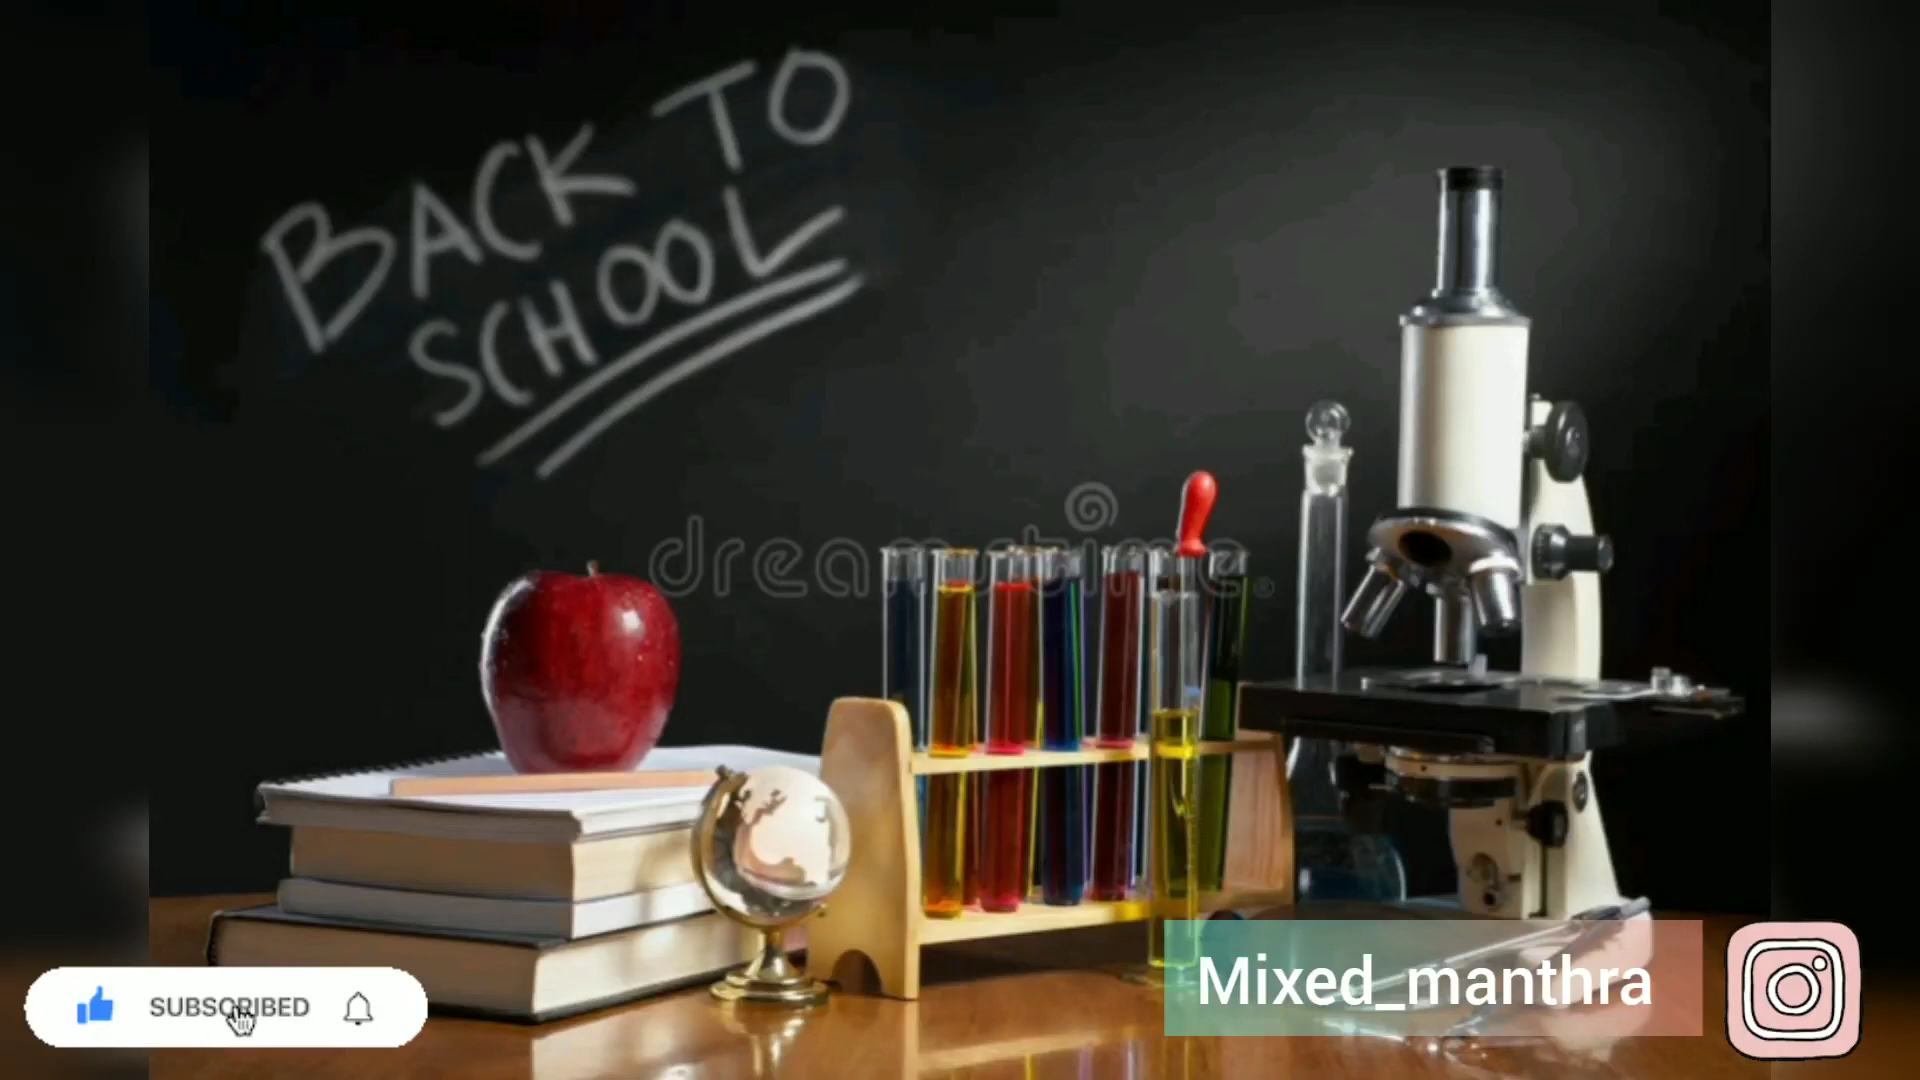 BACK TO
SCHOOL
dreamstime®
SUBSCRIBED
Mixed_manthra